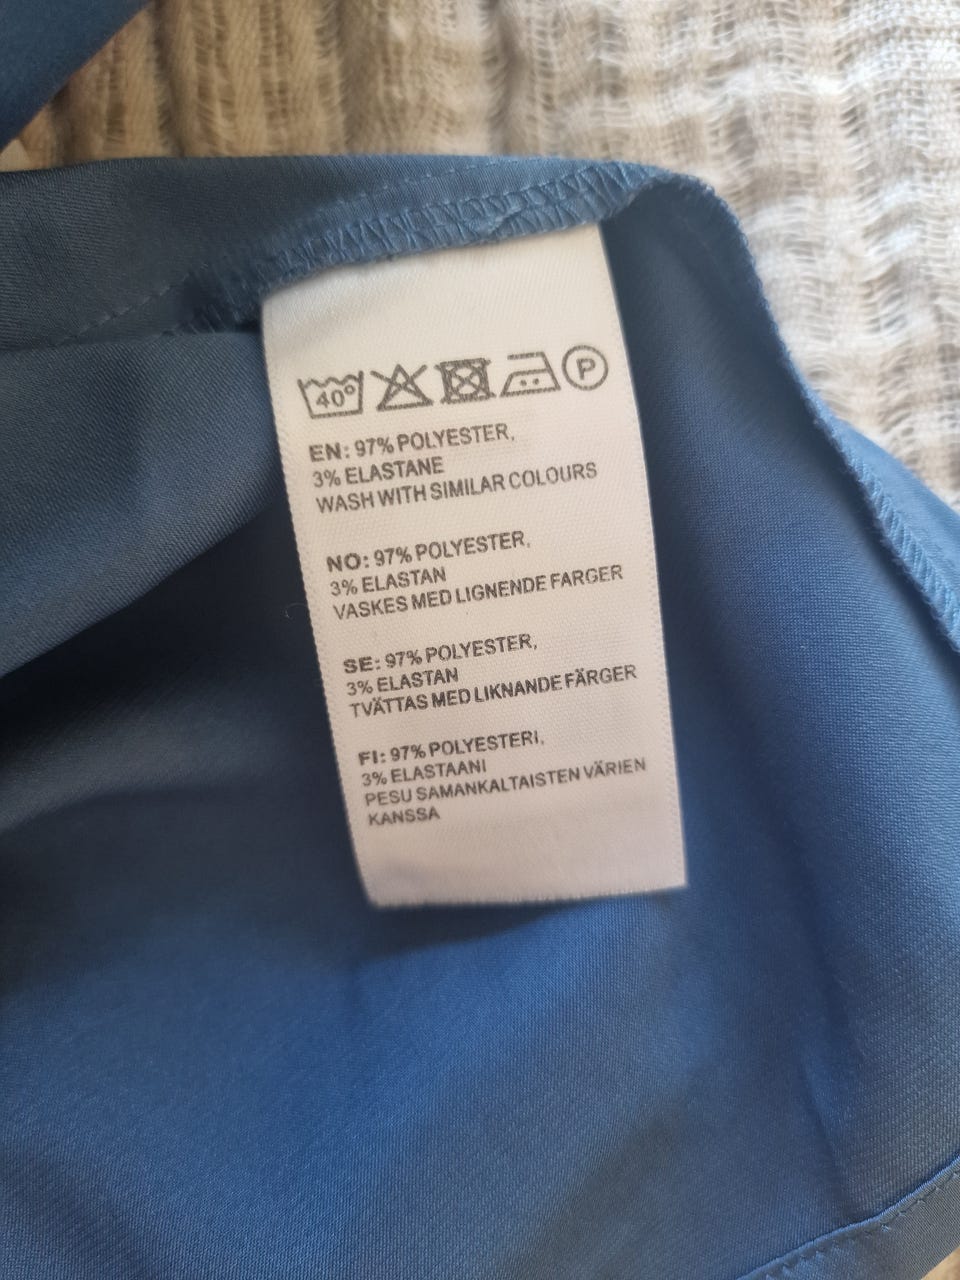 40°
P
EN: 97% POLYESTER,
3% ELASTANE
WASH WITH SIMILAR COLOURS
NO: 97% POLYESTER,
3% ELASTAN
VASKES MED LIGNENDE FARGER
SE: 97% POLYESTER,
3% ELASTAN
TVÄTTAS MED LIKNANDE FÄRGER
FI: 97% POLYESTERI,
3% ELASTAANI
PESU SAMANKALTAISTEN VÄRIEN
KANSSA